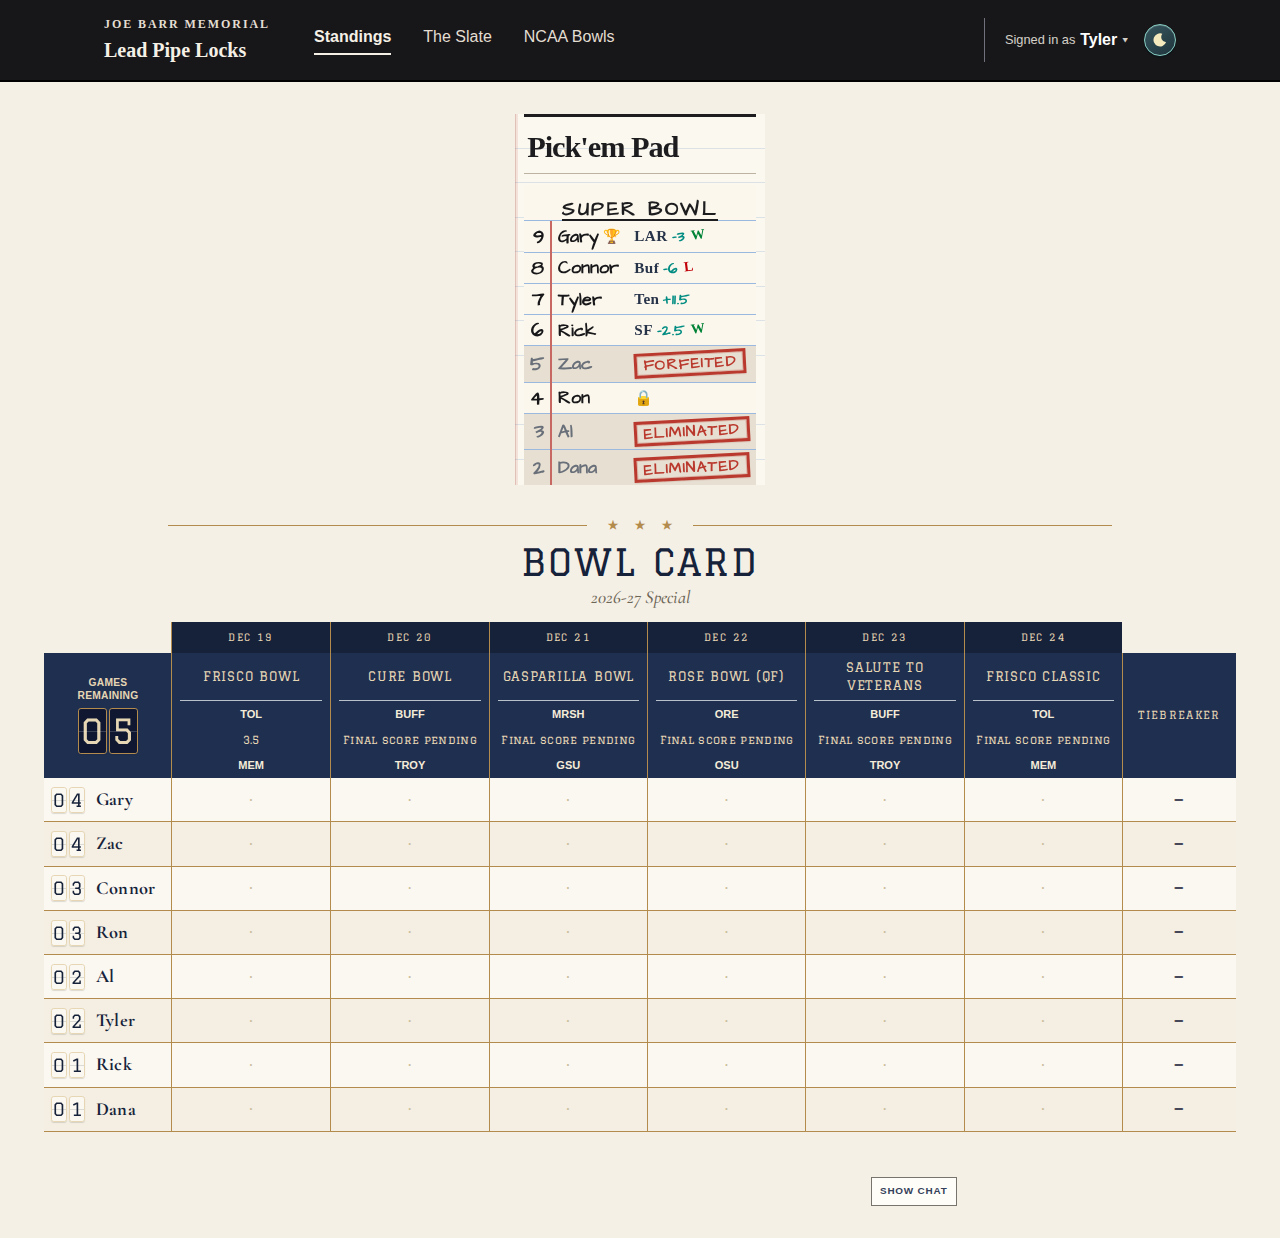 JOE BARR MEMORIAL
Lead Pipe Locks
Standings The Slate NCAA Bowls
Signed in as Tyler ▾
Pick'em Pad
SUPER BOWL
9 Gary 🏆 LAR -3 W
8 Connor Buf -6 L
7 Tyler Ten +11.5
6 Rick SF -2.5 W
5 Zac FORFEITED
4 Ron 🔒
3 Al ELIMINATED
2 Dana ELIMINATED
★ ★ ★
BOWL CARD
2026-27 Special
DEC 19 DEC 20 DEC 21 DEC 22 DEC 23 DEC 24
GAMES REMAINING
05
FRISCO BOWL
TOL
3.5
MEM
CURE BOWL
BUFF
FINAL SCORE PENDING
TROY
GASPARILLA BOWL
MRSH
FINAL SCORE PENDING
GSU
ROSE BOWL (QF)
ORE
FINAL SCORE PENDING
OSU
SALUTE TO VETERANS
BUFF
FINAL SCORE PENDING
TROY
FRISCO CLASSIC
TOL
FINAL SCORE PENDING
MEM
TIEBREAKER
04 Gary · · · · · · –
04 Zac · · · · · · –
03 Connor · · · · · · –
03 Ron · · · · · · –
02 Al · · · · · · –
02 Tyler · · · · · · –
01 Rick · · · · · · –
01 Dana · · · · · · –
SHOW CHAT